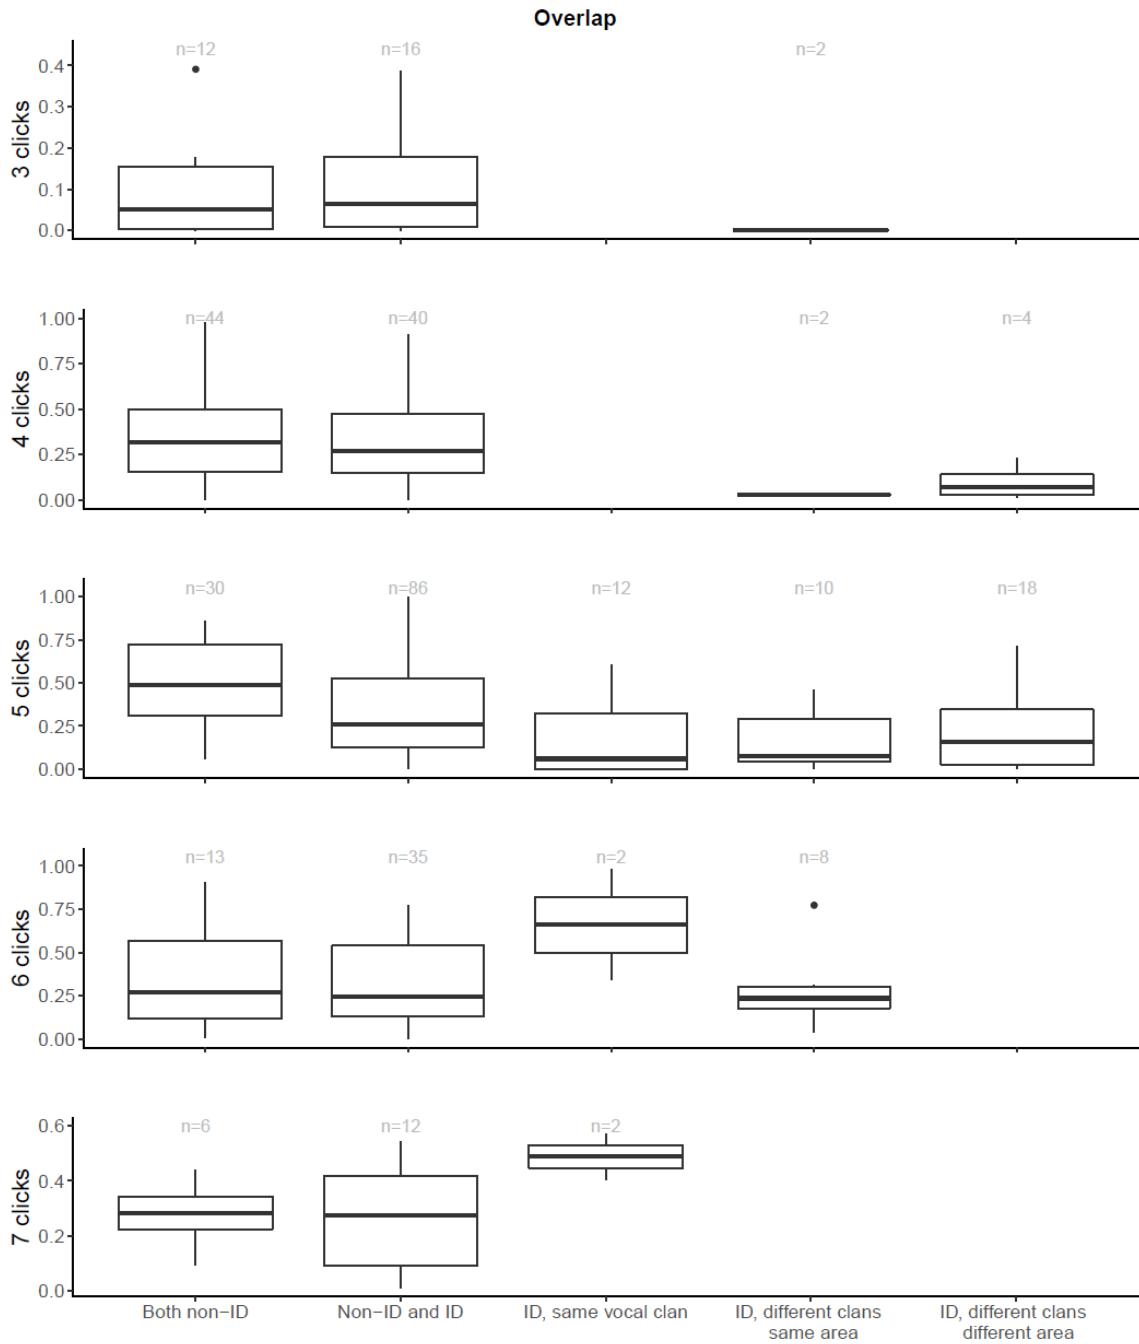 Overlap
3 clicks
0.4
0.3
0.2
0.1
0.0
n=12
n=16
n=2
4 clicks
1.00
0.75
0.50
0.25
0.00
n=44
n=40
n=2
n=4
5 clicks
1.00
0.75
0.50
0.25
0.00
n=30
n=86
n=12
n=10
n=18
6 clicks
1.00
0.75
0.50
0.25
0.00
n=13
n=35
n=2
n=8
7 clicks
0.6
0.4
0.2
0.0
n=6
n=12
n=2
Both non−ID
Non−ID and ID
ID, same vocal clan
ID, different clans
same area
ID, different clans
different area